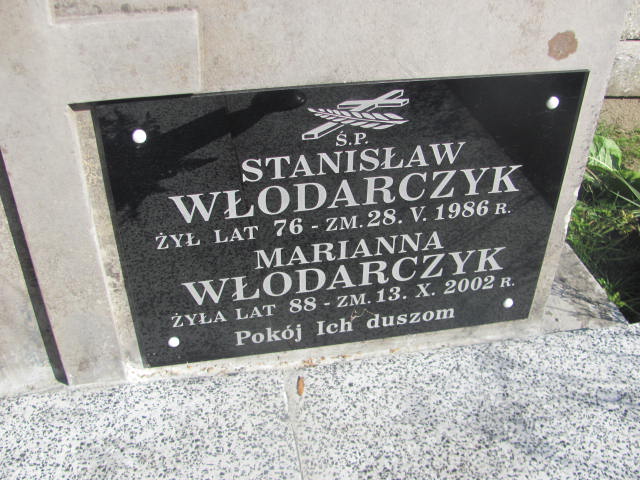 Ś.P.
STANISŁAW
WŁODARCZYK
ŻYŁ LAT 76 - ZM. 28. V. 1986 R.
MARIANNA
WŁODARCZYK
ŻYŁA LAT 88 - ZM. 13. X. 2002 R.
Pokój Ich duszom